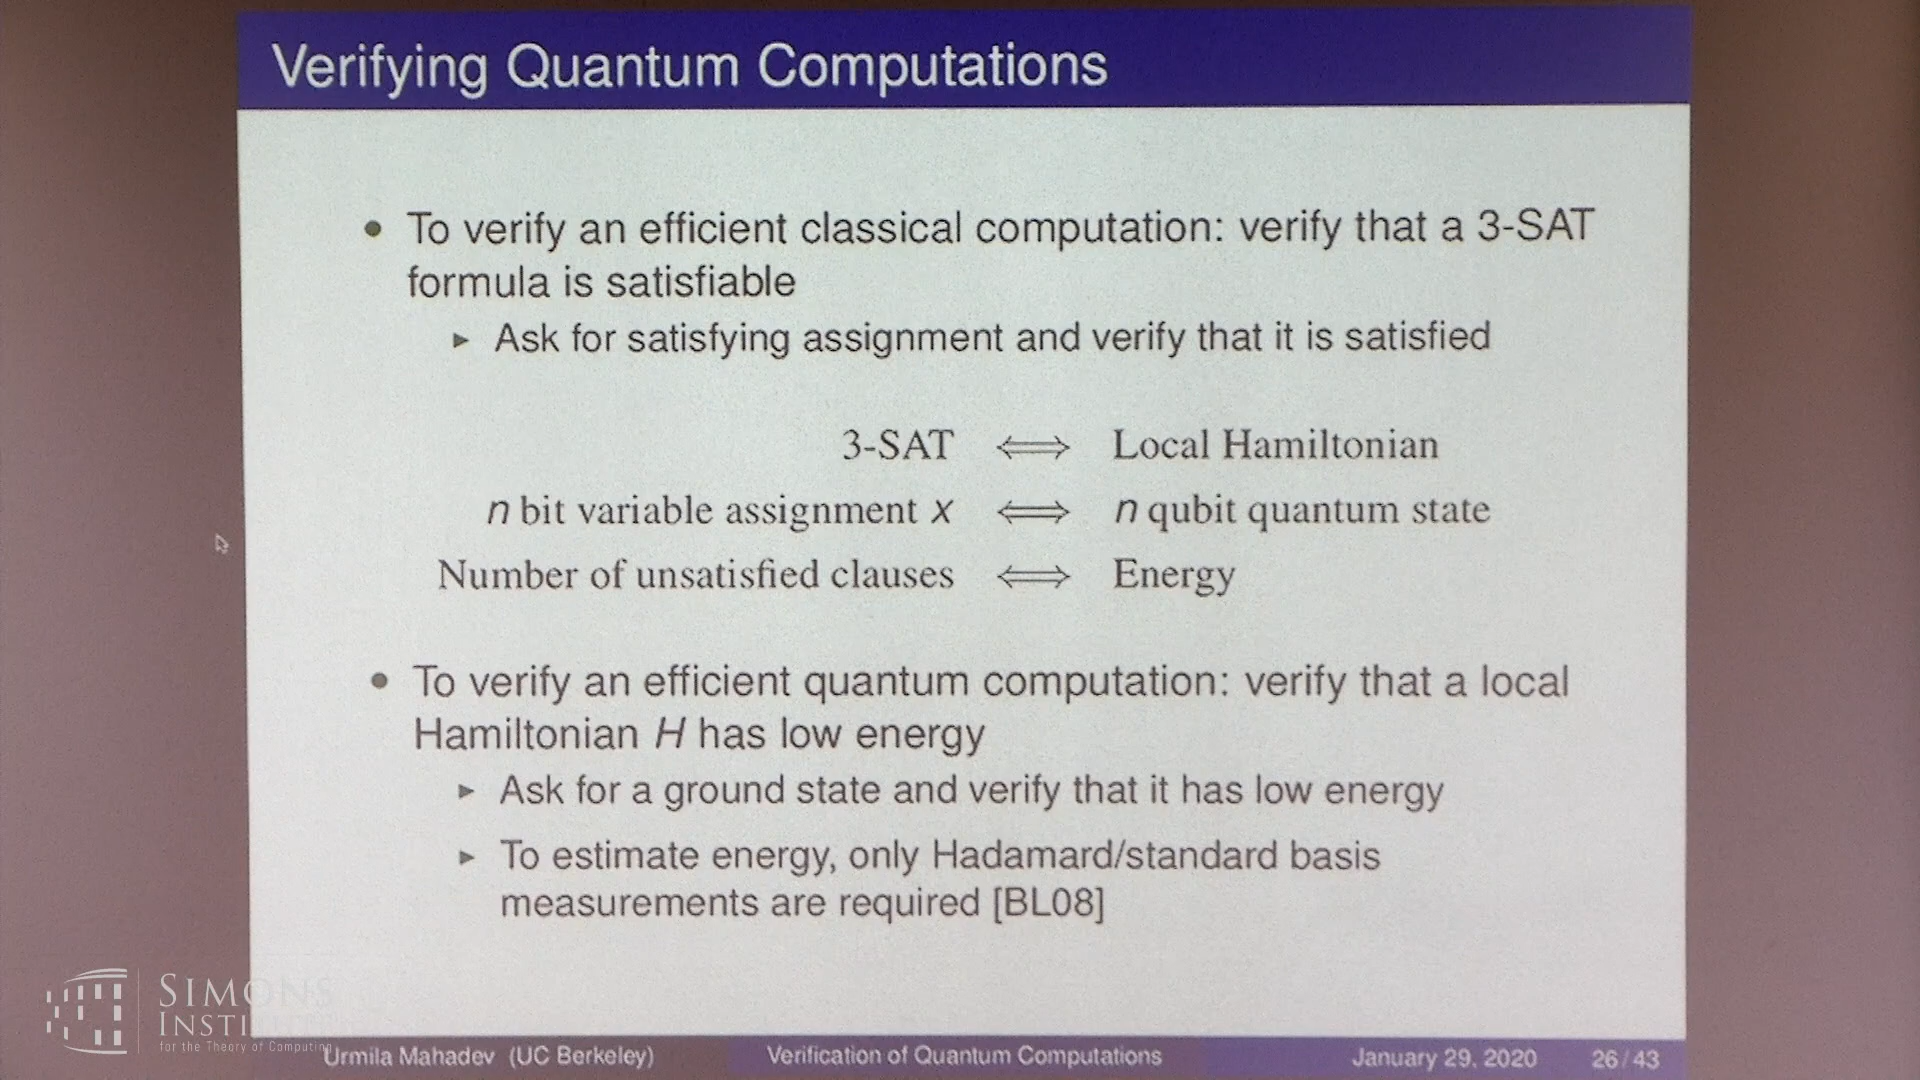 Verifying Quantum Computations
• To verify an efficient classical computation: verify that a 3-SAT
formula is satisfiable
► Ask for satisfying assignment and verify that it is satisfied
3-SAT ⟺ Local Hamiltonian
n bit variable assignment x ⟺ n qubit quantum state
Number of unsatisfied clauses ⟺ Energy
• To verify an efficient quantum computation: verify that a local
Hamiltonian H has low energy
► Ask for a ground state and verify that it has low energy
► To estimate energy, only Hadamard/standard basis
measurements are required [BL08]
SIMONS
INSTITUTE
for the Theory of Computing
Urmila Mahadev (UC Berkeley) Verification of Quantum Computations January 29, 2020 26/43